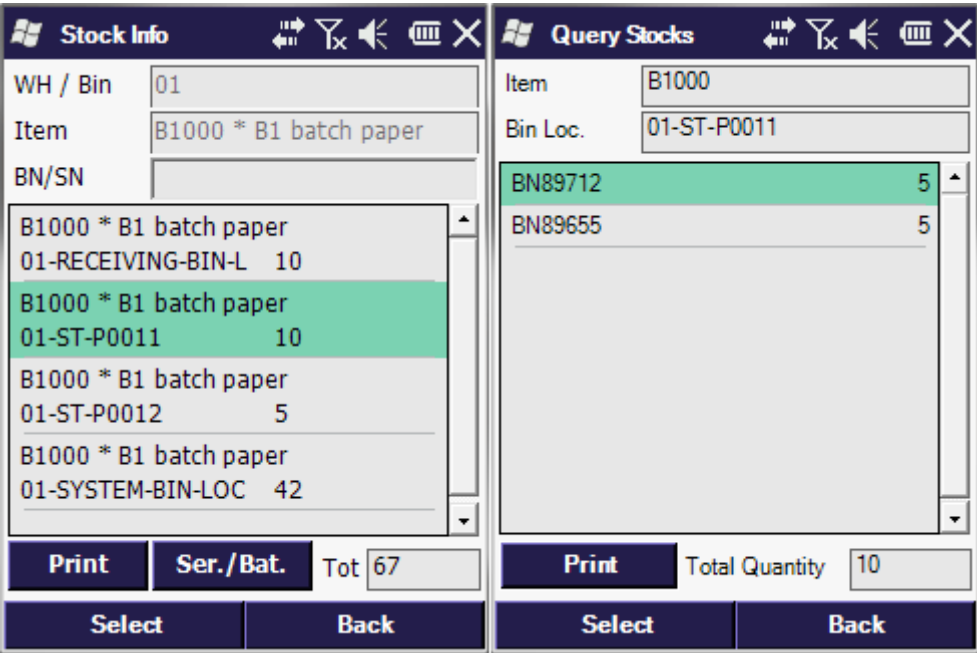 Stock Info
WH / Bin 01
Item B1000 * B1 batch paper
BN/SN
B1000 * B1 batch paper
01-RECEIVING-BIN-L 10
B1000 * B1 batch paper
01-ST-P0011 10
B1000 * B1 batch paper
01-ST-P0012 5
B1000 * B1 batch paper
01-SYSTEM-BIN-LOC 42
Print Ser./Bat. Tot 67
Select Back
Query Stocks
Item B1000
Bin Loc. 01-ST-P0011
BN89712 5
BN89655 5
Print Total Quantity 10
Select Back